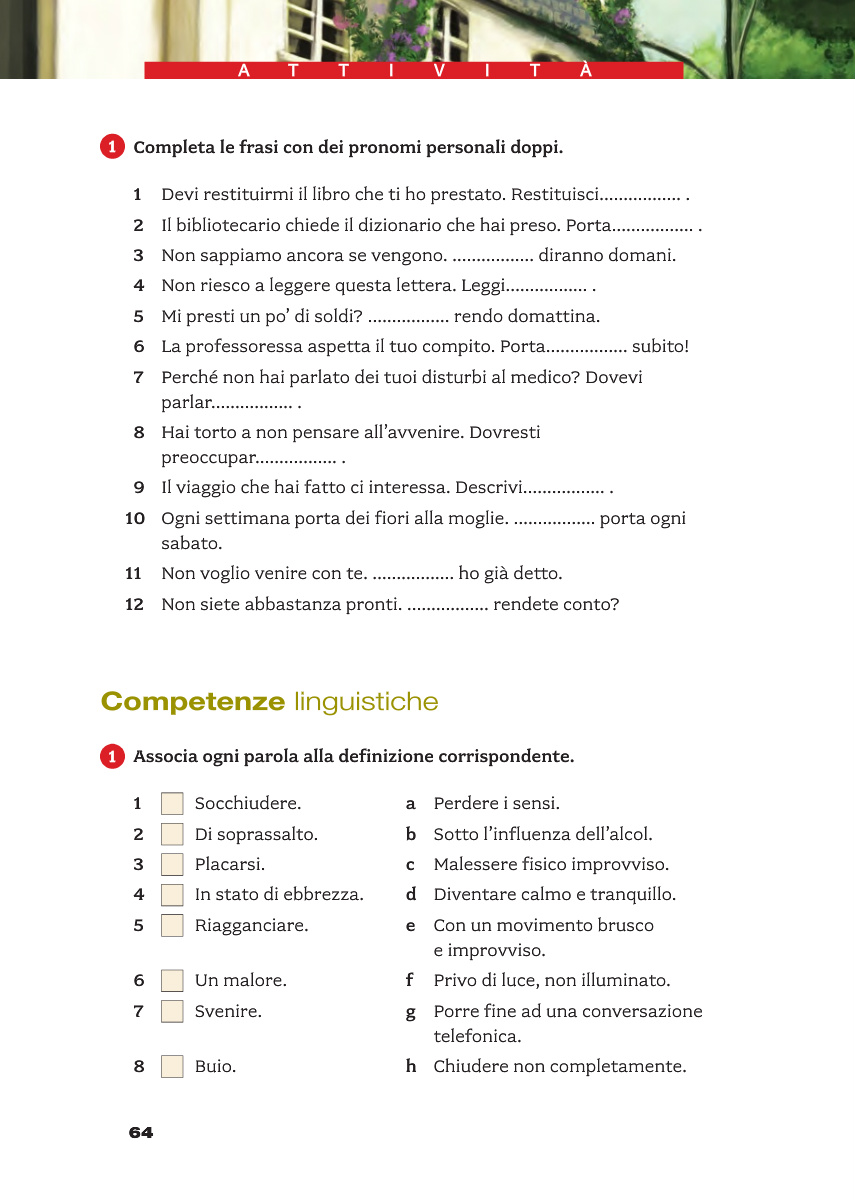 ATTIVITÀ
1 Completa le frasi con dei pronomi personali doppi.
1 Devi restituirmi il libro che ti ho prestato. Restituisci................. .
2 Il bibliotecario chiede il dizionario che hai preso. Porta................. .
3 Non sappiamo ancora se vengono. ................. diranno domani.
4 Non riesco a leggere questa lettera. Leggi................. .
5 Mi presti un po’ di soldi? ................. rendo domattina.
6 La professoressa aspetta il tuo compito. Porta................. subito!
7 Perché non hai parlato dei tuoi disturbi al medico? Dovevi
parlar................. .
8 Hai torto a non pensare all’avvenire. Dovresti
preoccupar................. .
9 Il viaggio che hai fatto ci interessa. Descrivi................. .
10 Ogni settimana porta dei fiori alla moglie. ................. porta ogni
sabato.
11 Non voglio venire con te. ................. ho già detto.
12 Non siete abbastanza pronti. ................. rendete conto?
Competenze linguistiche
1 Associa ogni parola alla definizione corrispondente.
1 Socchiudere. a Perdere i sensi.
2 Di soprassalto. b Sotto l’influenza dell’alcol.
3 Placarsi. c Malessere fisico improvviso.
4 In stato di ebbrezza. d Diventare calmo e tranquillo.
5 Riagganciare. e Con un movimento brusco
e improvviso.
6 Un malore. f Privo di luce, non illuminato.
7 Svenire. g Porre fine ad una conversazione
telefonica.
8 Buio. h Chiudere non completamente.
64